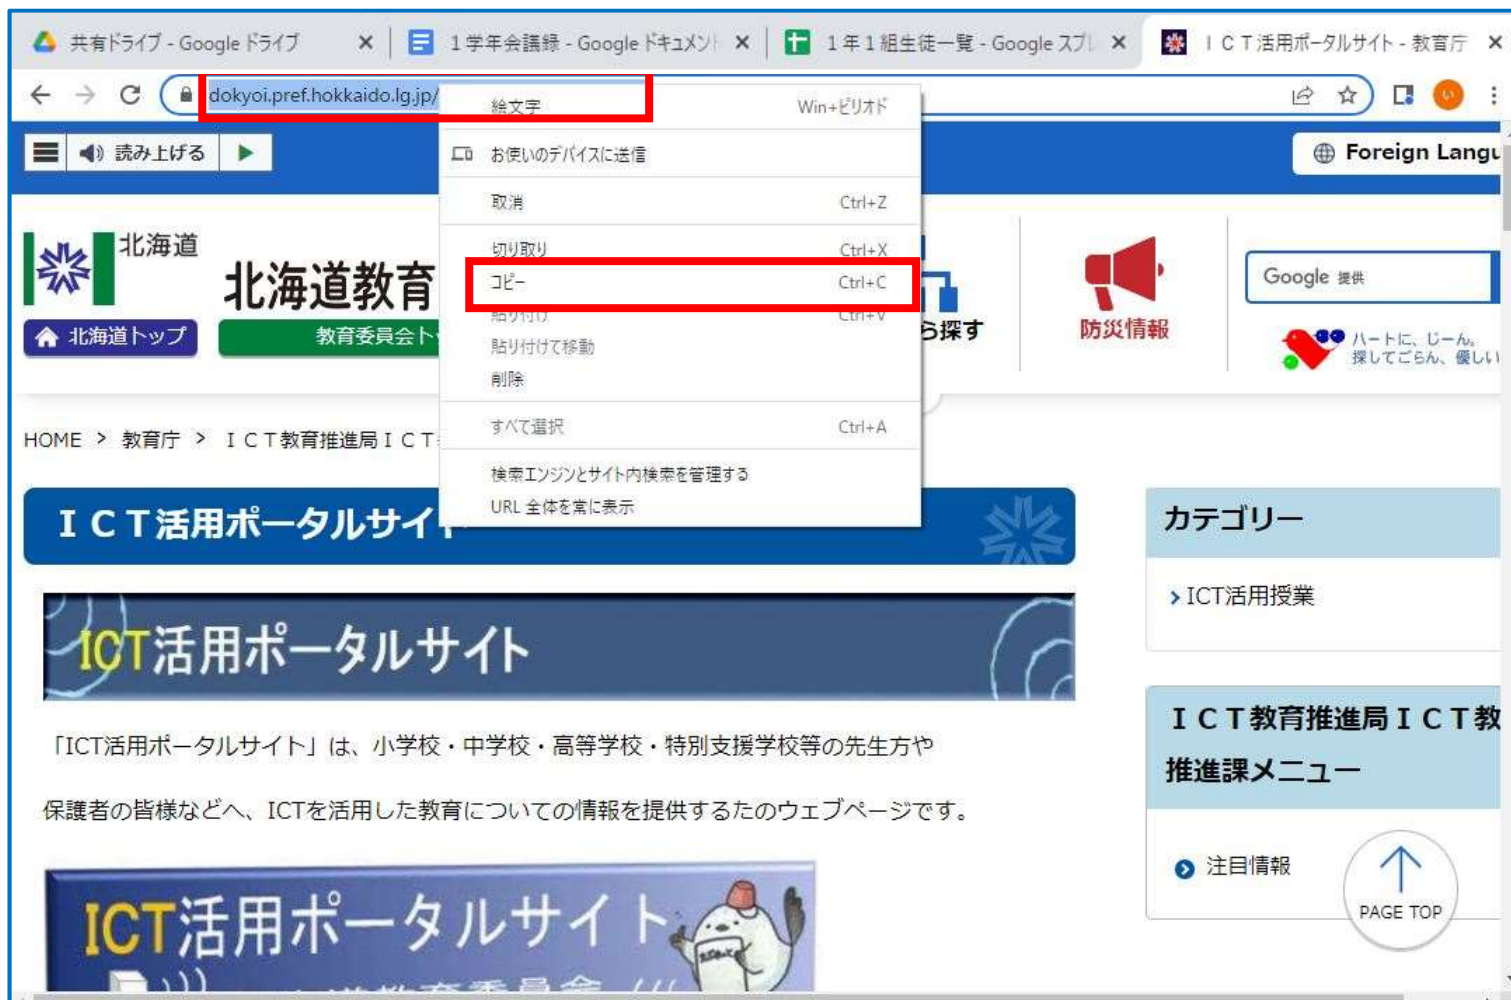 共有ドライブ - Google ドライブ
1学年会議録 - Google ドキュメント
1年1組生徒一覧 - Google スプレ
ＩＣＴ活用ポータルサイト - 教育庁
dokyoi.pref.hokkaido.lg.jp/
絵文字 Win+ピリオド
お使いのデバイスに送信
取消 Ctrl+Z
切り取り Ctrl+X
コピー Ctrl+C
貼り付け Ctrl+V
貼り付けて移動
削除
すべて選択 Ctrl+A
検索エンジンとサイト内検索を管理する
URL 全体を常に表示
読み上げる
Foreign Langu
北海道
北海道教育
北海道トップ
教育委員会ト
ら探す
防災情報
Google 提供
ハートに、じーん。
探してごらん、優しい
HOME > 教育庁 > ＩＣＴ教育推進局ＩＣＴ
ＩＣＴ活用ポータルサイト
カテゴリー
ICT活用授業
ICT活用ポータルサイト
「ICT活用ポータルサイト」は、小学校・中学校・高等学校・特別支援学校等の先生方や
保護者の皆様などへ、ICTを活用した教育についての情報を提供するたのウェブページです。
ＩＣＴ教育推進局ＩＣＴ教
推進課メニュー
注目情報
PAGE TOP
ICT活用ポータルサイト